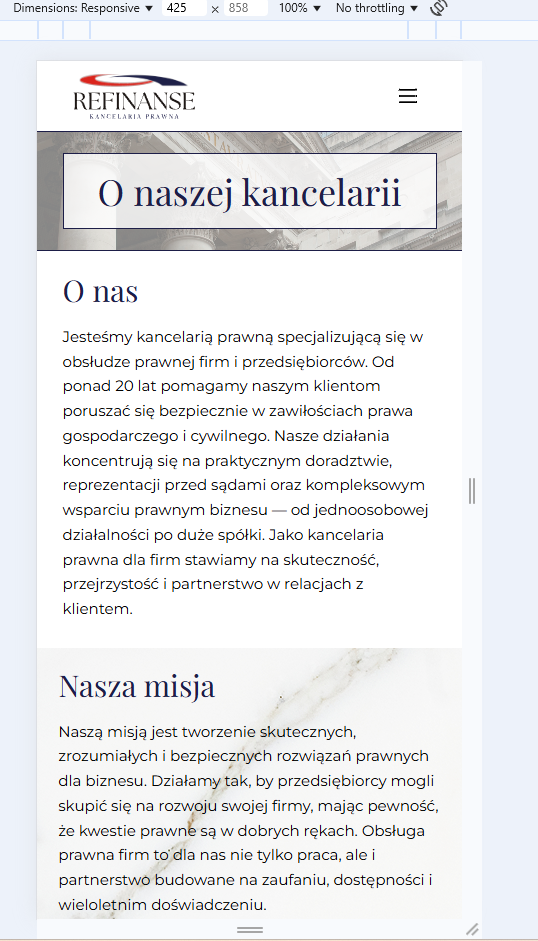 Dimensions: Responsive ▼ 425 × 858 100% ▼ No throttling ▼
REFINANSE
KANCELARIA PRAWNA
O naszej kancelarii
O nas
Jesteśmy kancelarią prawną specjalizującą się w
obsłudze prawnej firm i przedsiębiorców. Od
ponad 20 lat pomagamy naszym klientom
poruszać się bezpiecznie w zawiłościach prawa
gospodarczego i cywilnego. Nasze działania
koncentrują się na praktycznym doradztwie,
reprezentacji przed sądami oraz kompleksowym
wsparciu prawnym biznesu — od jednoosobowej
działalności po duże spółki. Jako kancelaria
prawna dla firm stawiamy na skuteczność,
przejrzystość i partnerstwo w relacjach z
klientem.
Nasza misja
Naszą misją jest tworzenie skutecznych,
zrozumiałych i bezpiecznych rozwiązań prawnych
dla biznesu. Działamy tak, by przedsiębiorcy mogli
skupić się na rozwoju swojej firmy, mając pewność,
że kwestie prawne są w dobrych rękach. Obsługa
prawna firm to dla nas nie tylko praca, ale i
partnerstwo budowane na zaufaniu, dostępności i
wieloletnim doświadczeniu.